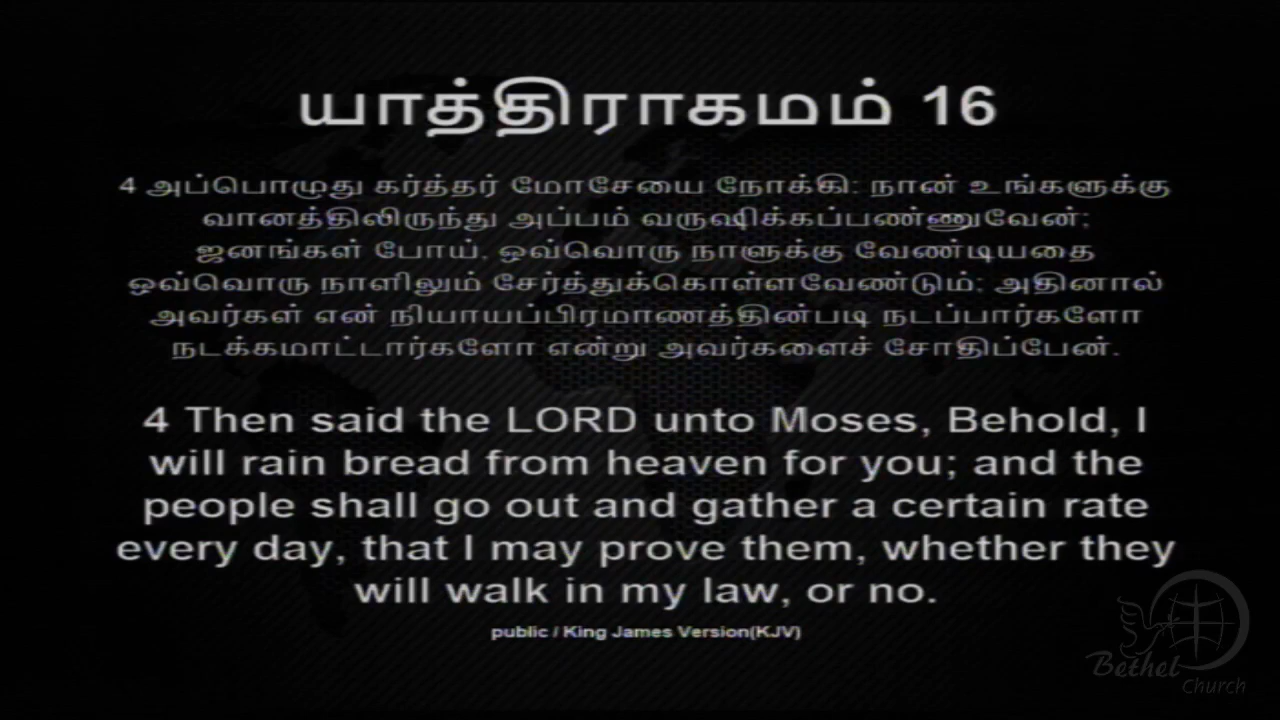 யாத்திராகமம் 16
4 அப்பொழுது கர்த்தர் மோசேயை நோக்கி: நான் உங்களுக்கு
வானத்திலிருந்து அப்பம் வருஷிக்கப்பண்ணுவேன்;
ஜனங்கள் போய், ஒவ்வொரு நாளுக்கு வேண்டியதை
ஒவ்வொரு நாளிலும் சேர்த்துக்கொள்ளவேண்டும்; அதினால்
அவர்கள் என் நியாயப்பிரமாணத்தின்படி நடப்பார்களோ
நடக்கமாட்டார்களோ என்று அவர்களைச் சோதிப்பேன்.
4 Then said the LORD unto Moses, Behold, I
will rain bread from heaven for you; and the
people shall go out and gather a certain rate
every day, that I may prove them, whether they
will walk in my law, or no.
public / King James Version(KJV)
Bethel
Church